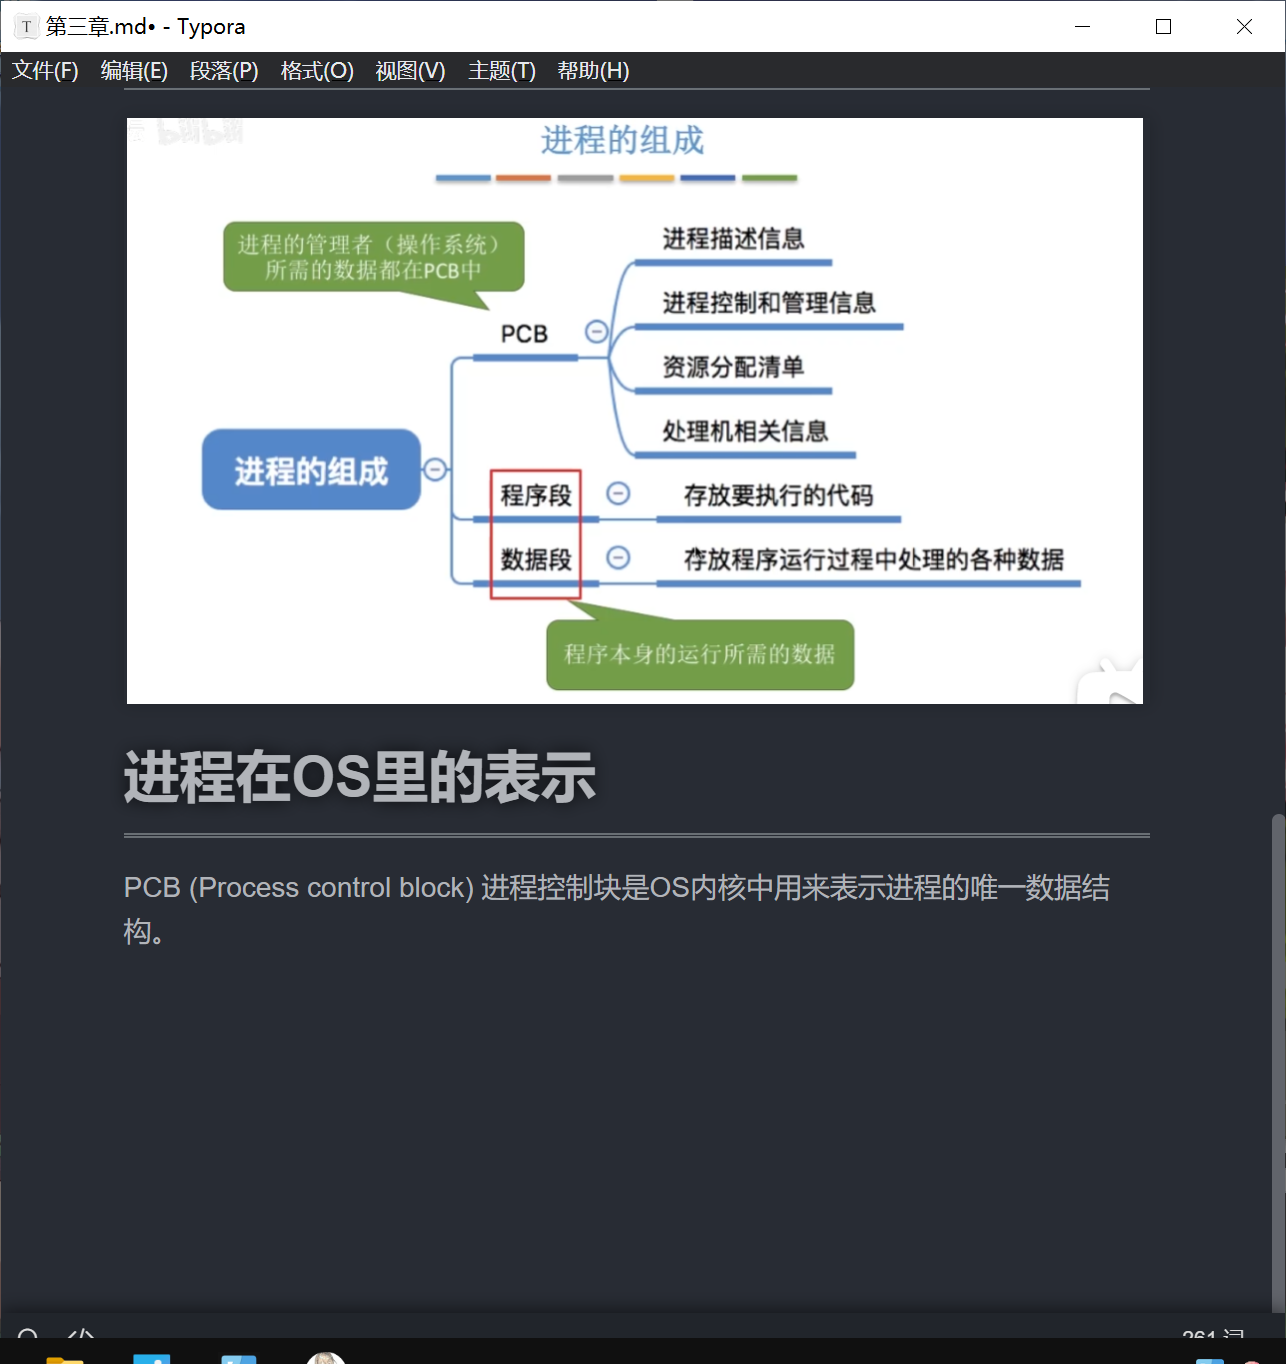 T 第三章.md• - Typora
文件(F) 编辑(E) 段落(P) 格式(O) 视图(V) 主题(T) 帮助(H)
bilibili
进程的组成
进程的管理者（操作系统）
所需的数据都在PCB中
PCB
进程描述信息
进程控制和管理信息
资源分配清单
处理机相关信息
进程的组成
程序段
存放要执行的代码
数据段
存放程序运行过程中处理的各种数据
程序本身的运行所需的数据
进程在OS里的表示
PCB (Process control block) 进程控制块是OS内核中用来表示进程的唯一数据结
构。
261 词